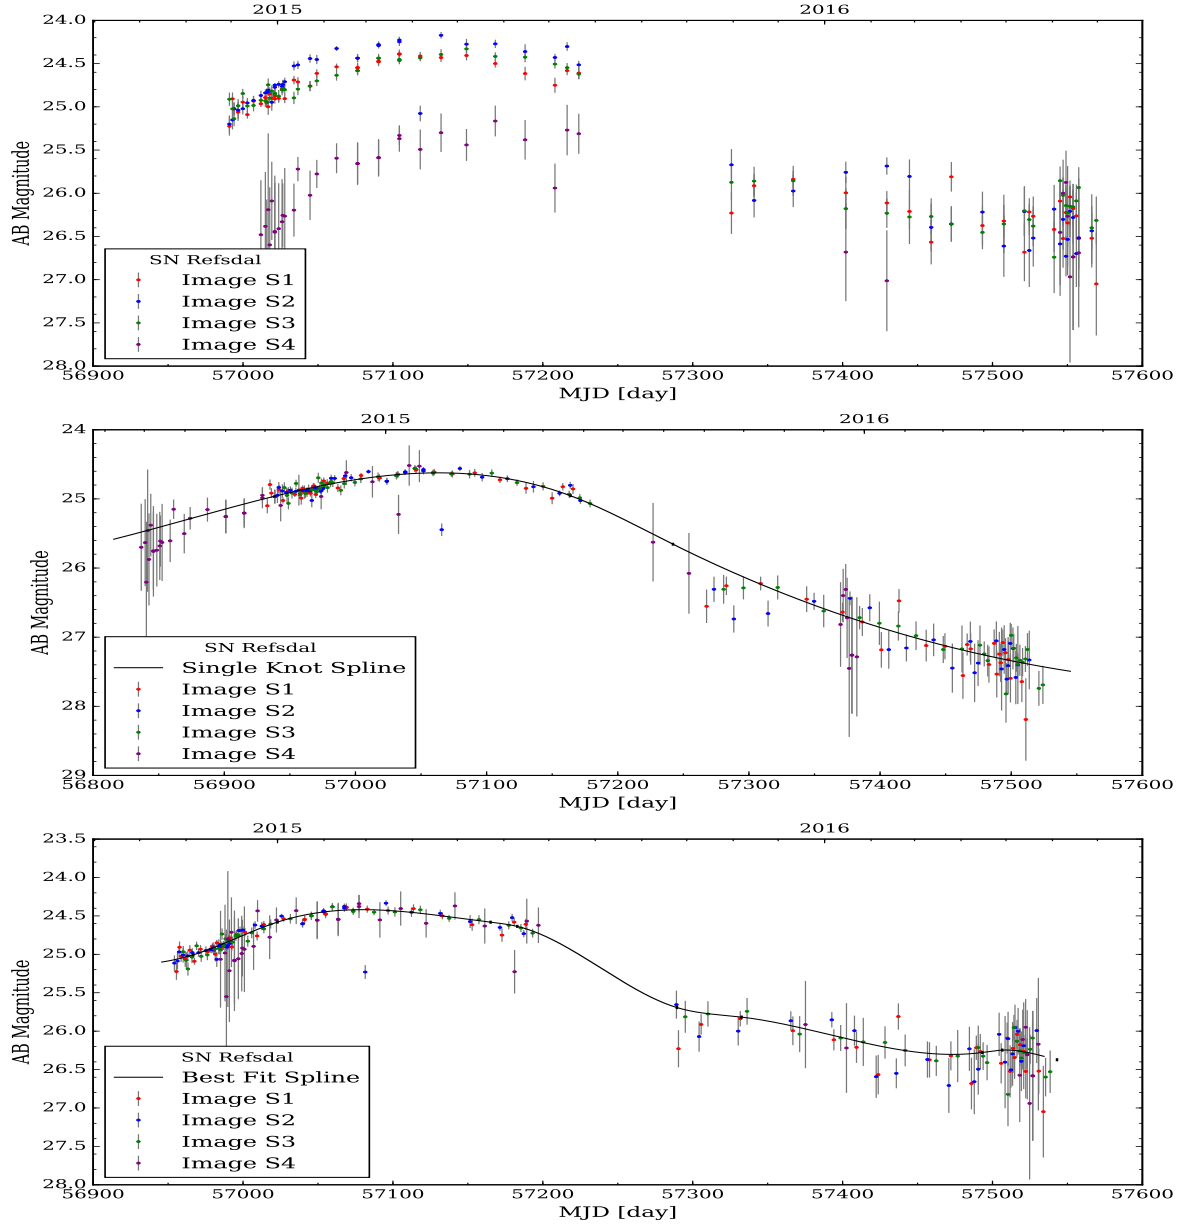 2015 2016
24.0
24.5
25.0
25.5
26.0
26.5
27.0
27.5
28.0
AB Magnitude
SN Refsdal
Image S1
Image S2
Image S3
Image S4
56900 57000 57100 57200 57300 57400 57500 57600
MJD [day]
2015 2016
24
25
26
27
28
29
AB Magnitude
SN Refsdal
Single Knot Spline
Image S1
Image S2
Image S3
Image S4
56800 56900 57000 57100 57200 57300 57400 57500 57600
MJD [day]
2015 2016
23.5
24.0
24.5
25.0
25.5
26.0
26.5
27.0
27.5
28.0
AB Magnitude
SN Refsdal
Best Fit Spline
Image S1
Image S2
Image S3
Image S4
56900 57000 57100 57200 57300 57400 57500 57600
MJD [day]